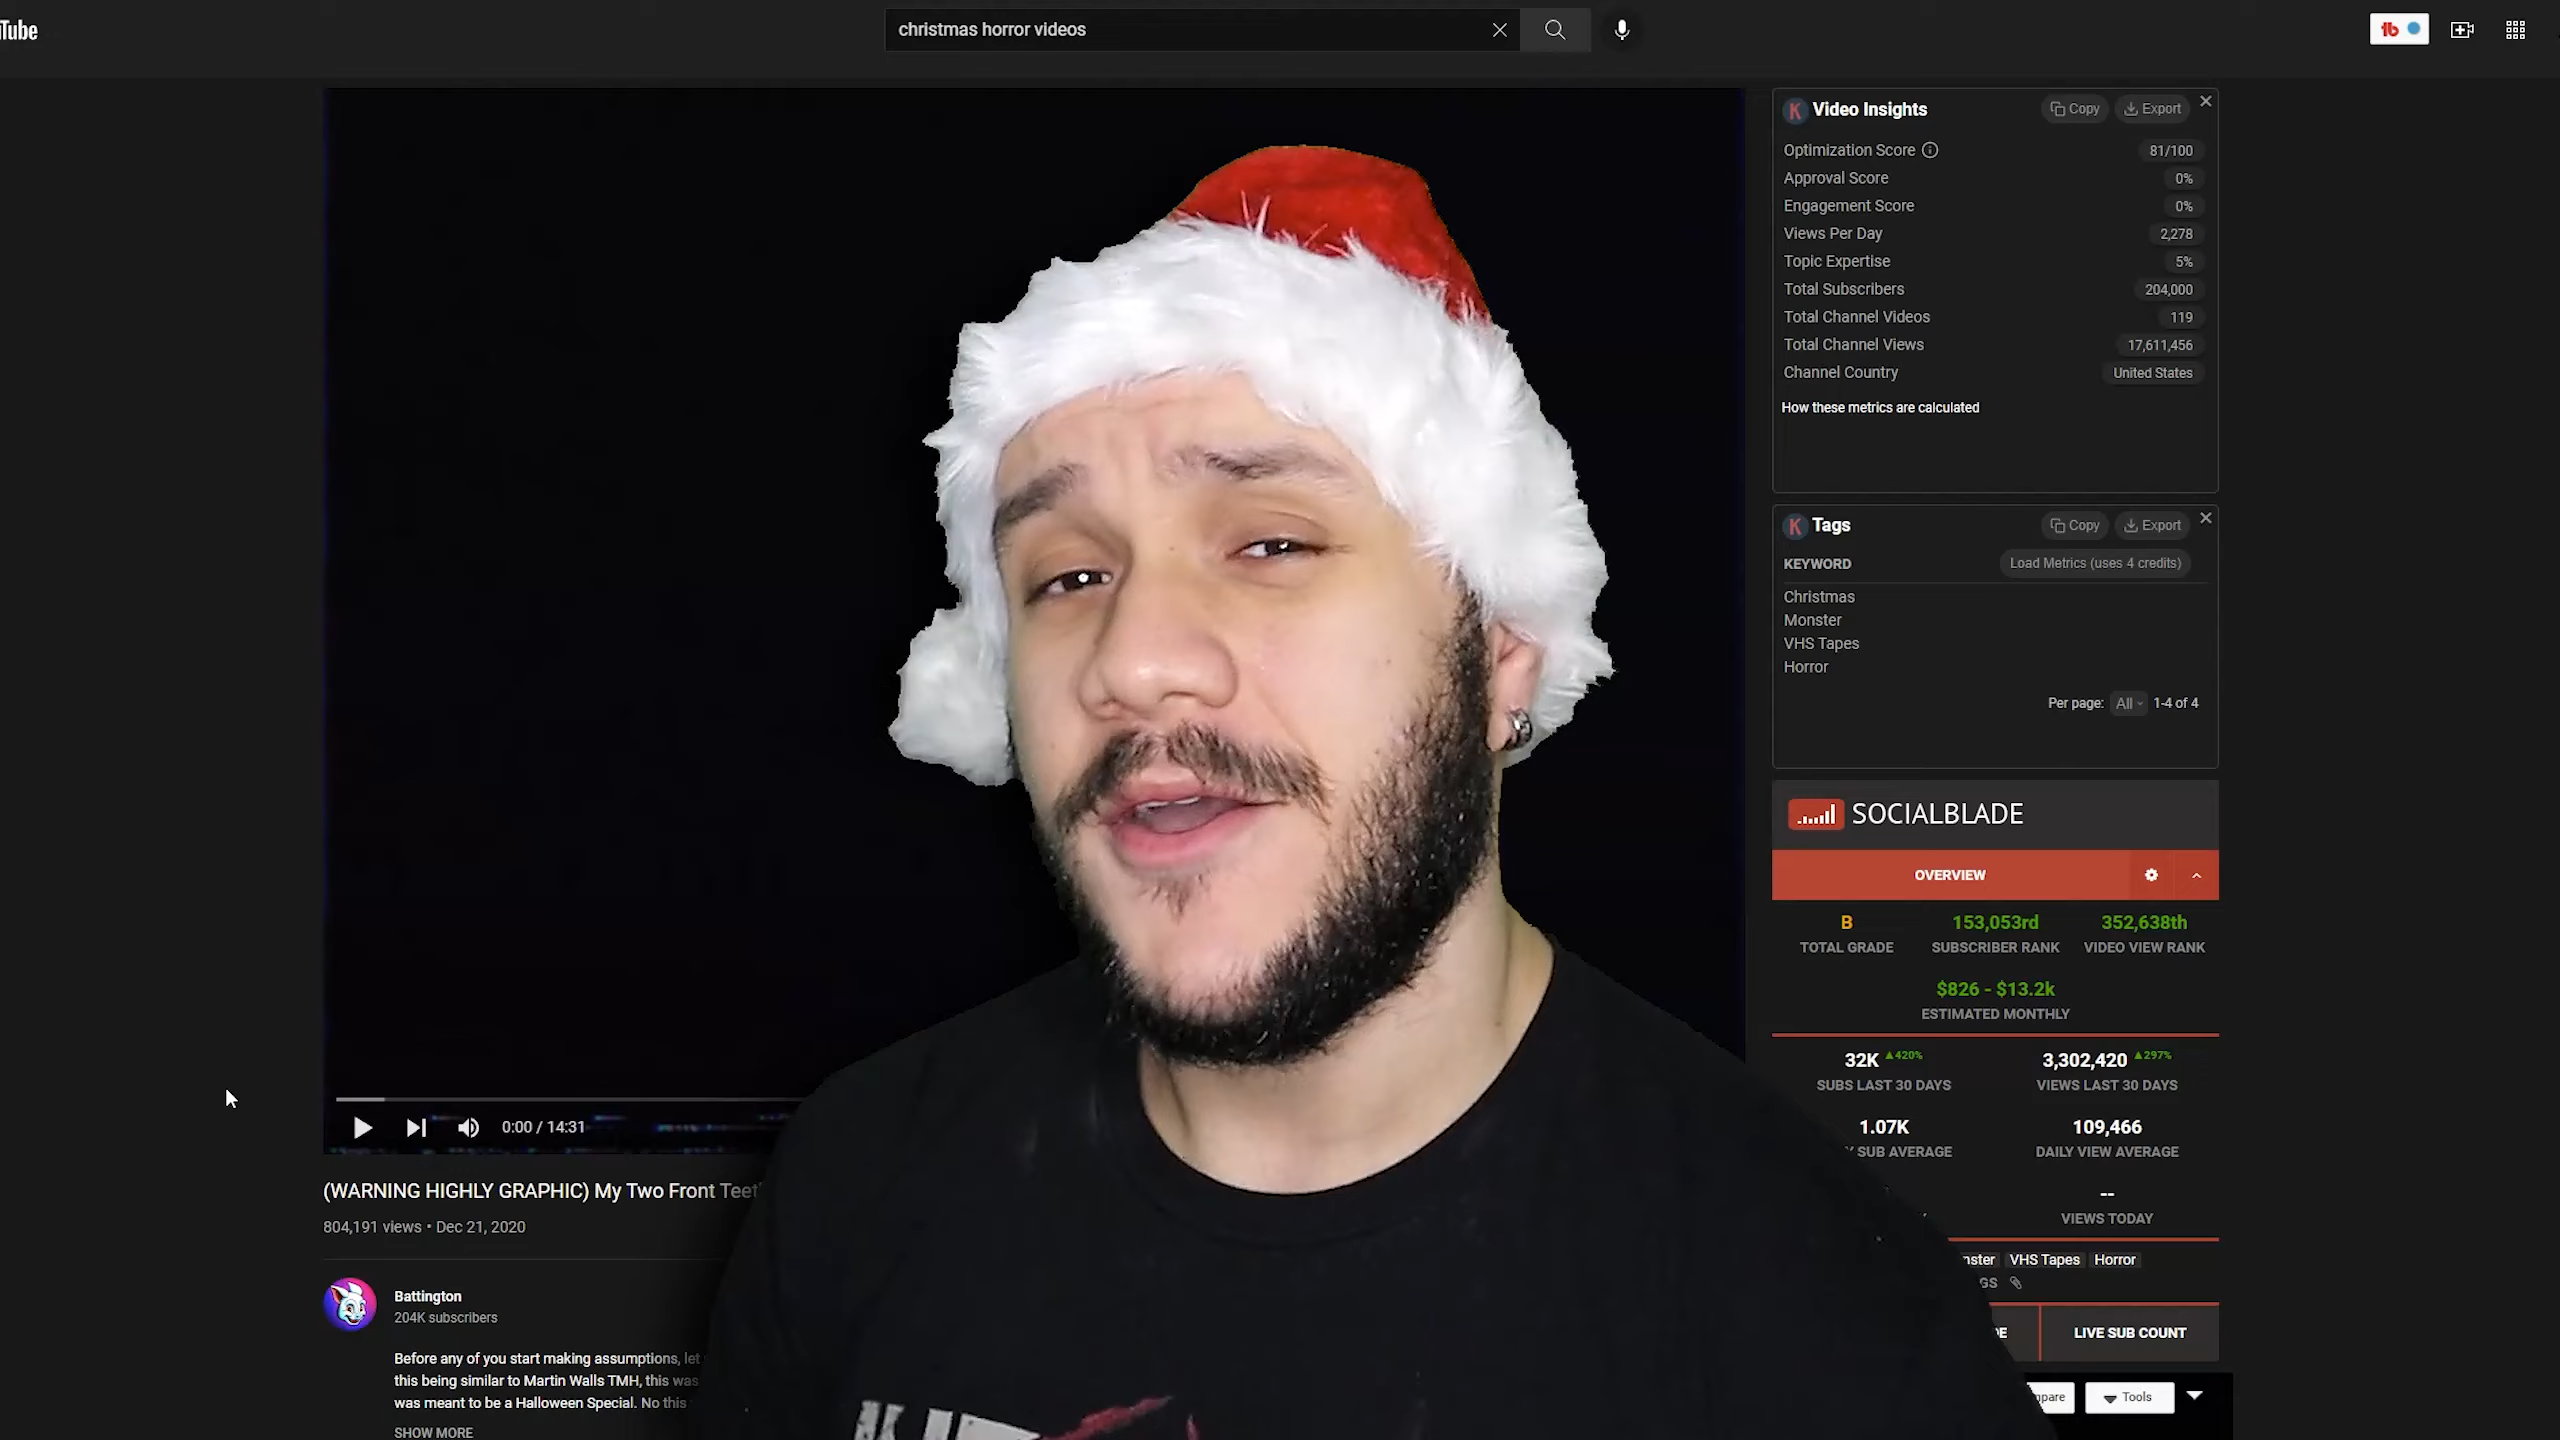 Tube
christmas horror videos
Video Insights
Copy
Export
Optimization Score
81/100
Approval Score
0%
Engagement Score
0%
Views Per Day
2,278
Topic Expertise
5%
Total Subscribers
204,000
Total Channel Videos
119
Total Channel Views
17,611,456
Channel Country
United States
How these metrics are calculated
Tags
Copy
Export
KEYWORD
Load Metrics (uses 4 credits)
Christmas
Monster
VHS Tapes
Horror
Per page: All 1-4 of 4
SOCIALBLADE
OVERVIEW
B
TOTAL GRADE
153,053rd
SUBSCRIBER RANK
352,638th
VIDEO VIEW RANK
$826 - $13.2k
ESTIMATED MONTHLY
32K 420%
SUBS LAST 30 DAYS
3,302,420 297%
VIEWS LAST 30 DAYS
1.07K
SUB AVERAGE
109,466
DAILY VIEW AVERAGE
--
VIEWS TODAY
VHS Tapes Horror
LIVE SUB COUNT
Tools
0:00 / 14:31
(WARNING HIGHLY GRAPHIC) My Two Front
804,191 views • Dec 21, 2020
Battington
204K subscribers
Before any of you start making assumptions, let
this being similar to Martin Walls TMH, this was
was meant to be a Halloween Special. No this
SHOW MORE